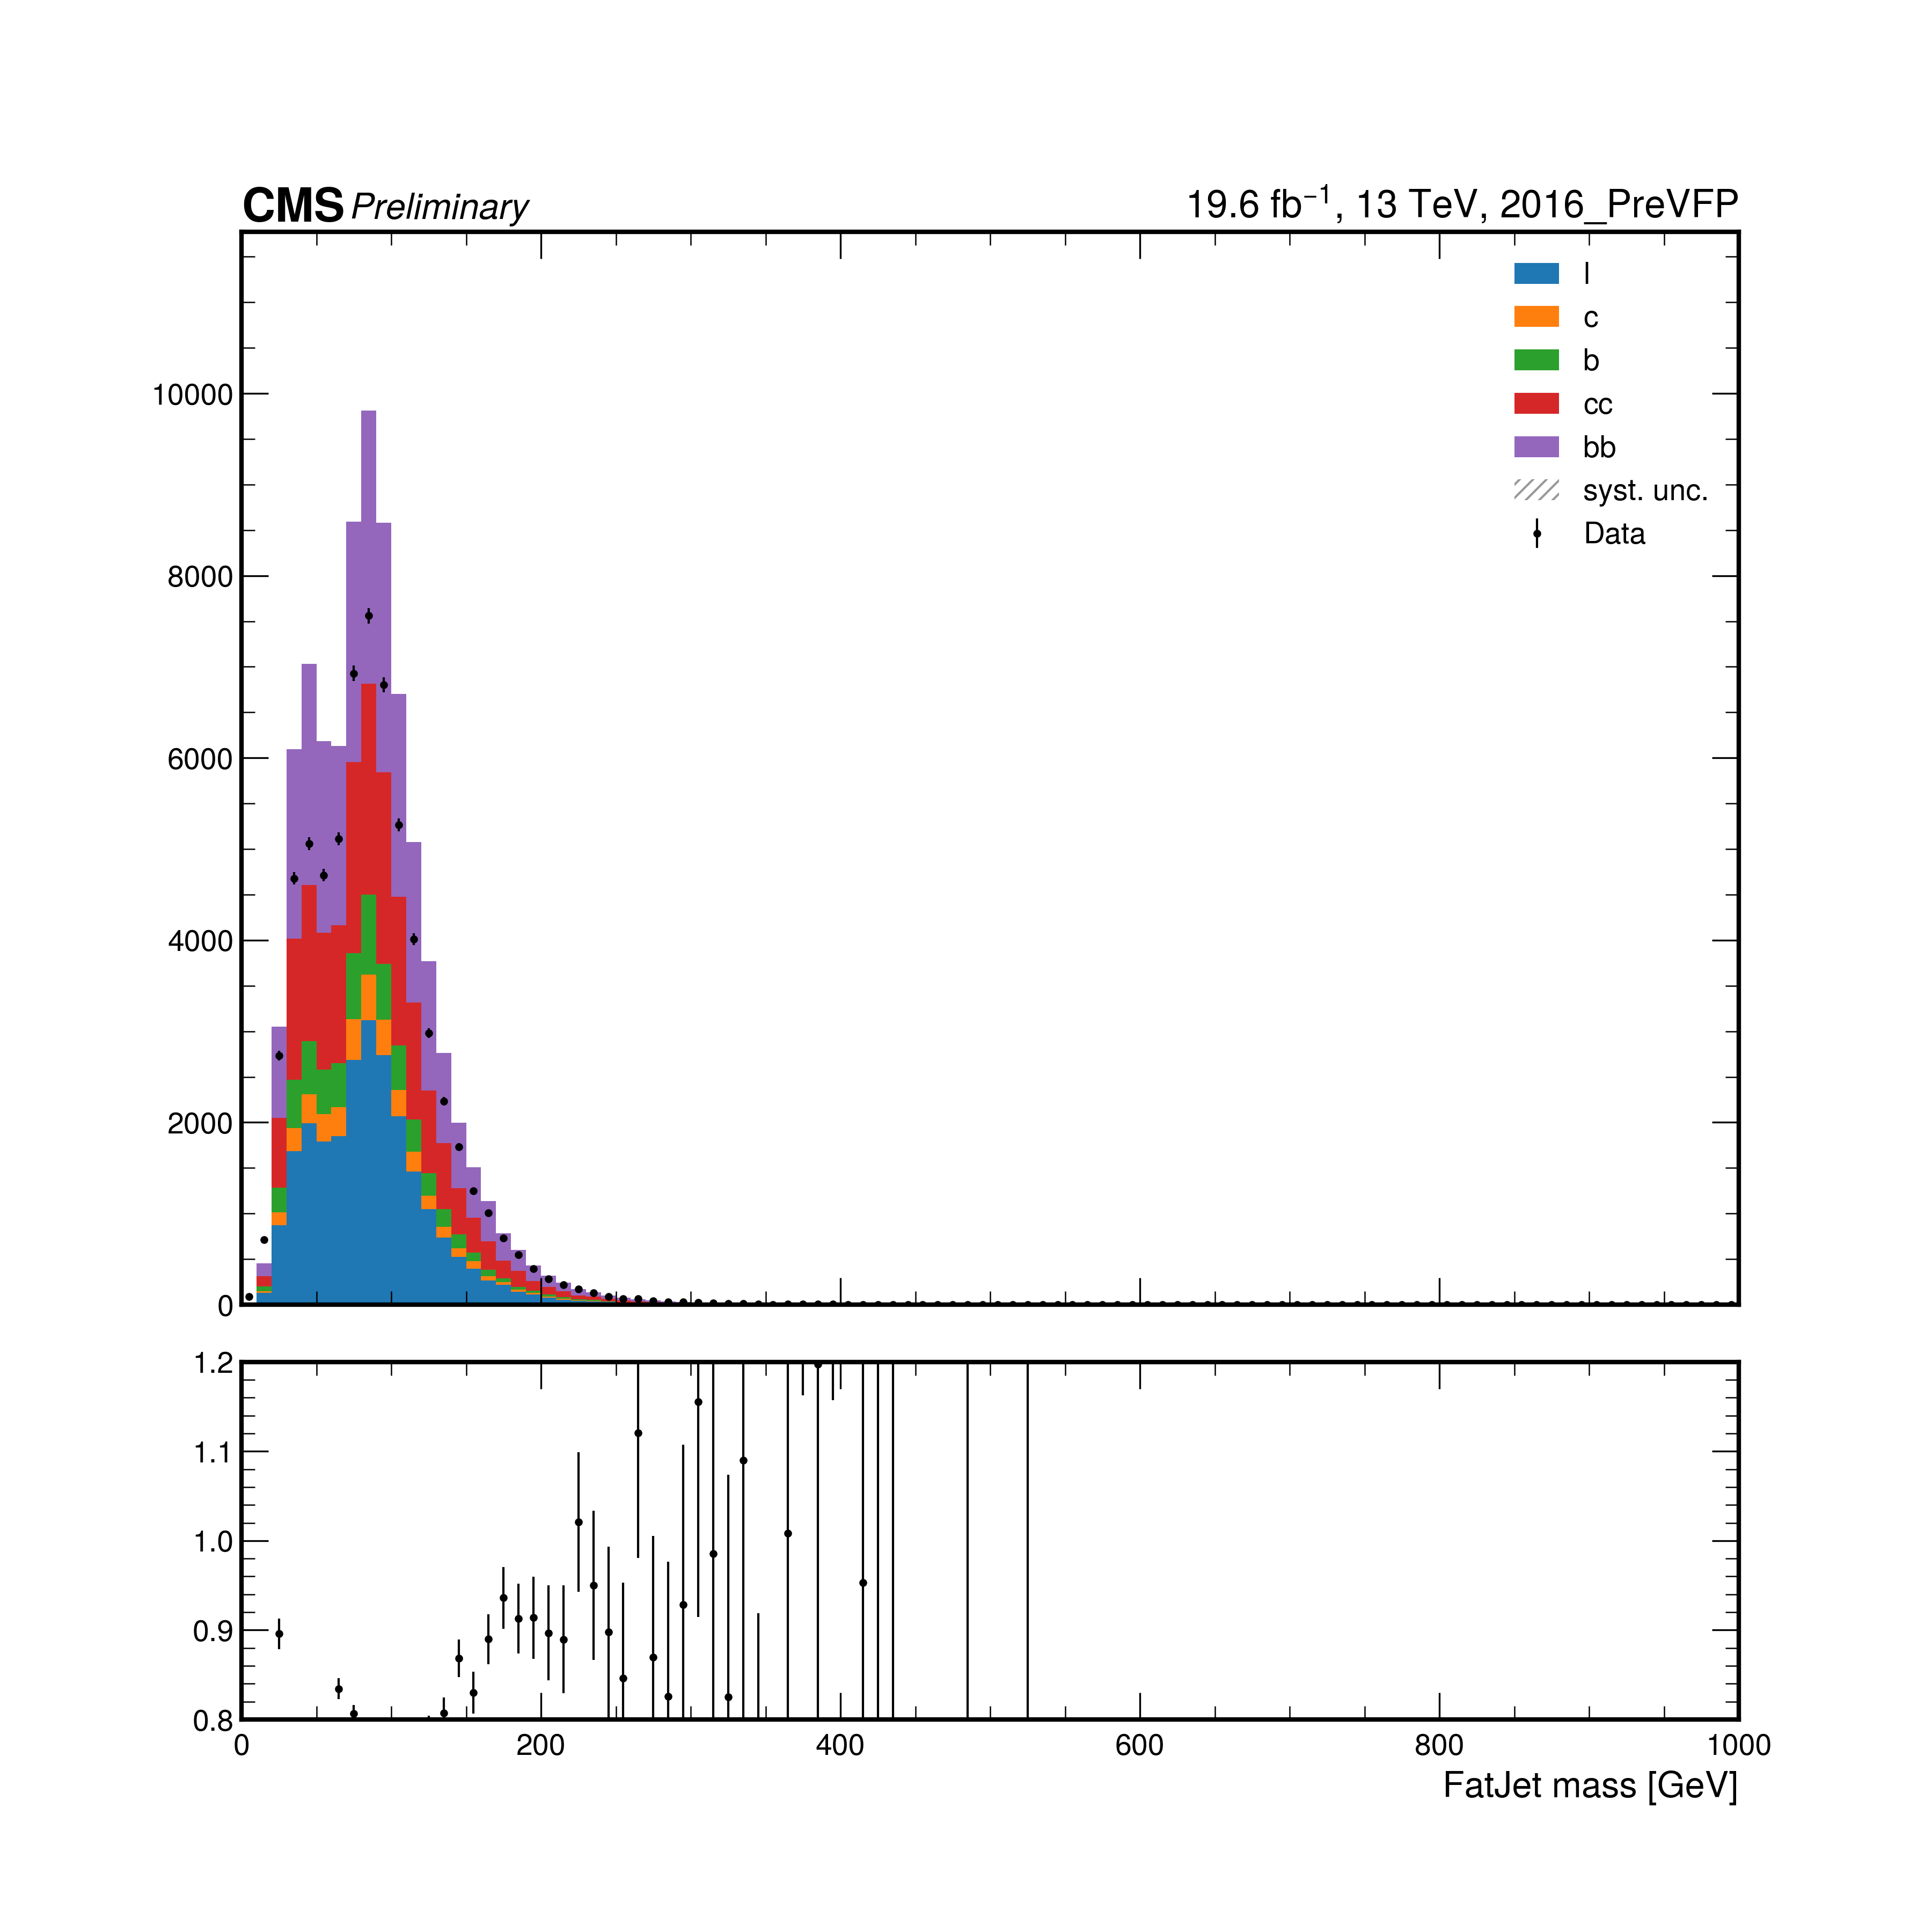 CMS Preliminary
19.6 fb⁻¹, 13 TeV, 2016_PreVFP
l
c
b
cc
bb
syst. unc.
Data
10000
8000
6000
4000
2000
0
1.2
1.1
1.0
0.9
0.8
0 200 400 600 800 1000
FatJet mass [GeV]